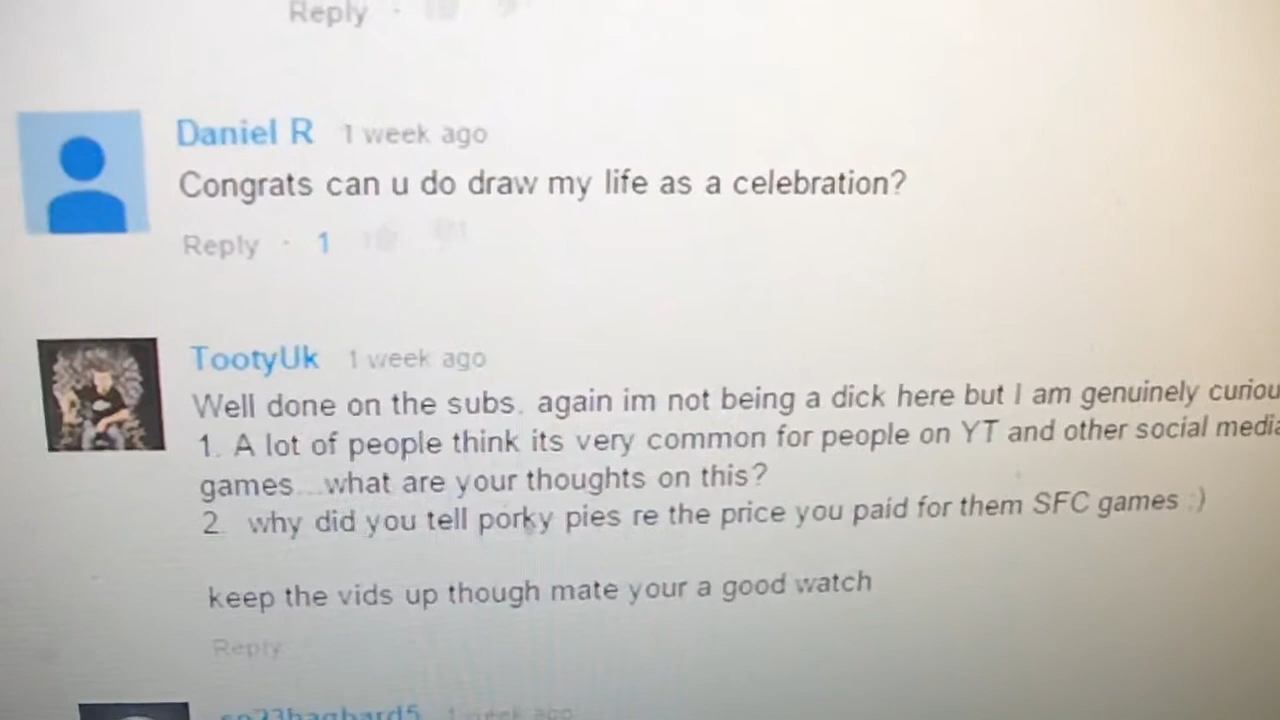 Reply ·
Daniel R 1 week ago
Congrats can u do draw my life as a celebration?
Reply · 1
TootyUk 1 week ago
Well done on the subs, again im not being a dick here but I am genuinely curiou
1. A lot of people think its very common for people on YT and other social media
games...what are your thoughts on this?
2. why did you tell porky pies re the price you paid for them SFC games :)
keep the vids up though mate your a good watch
Reply
1 week ago